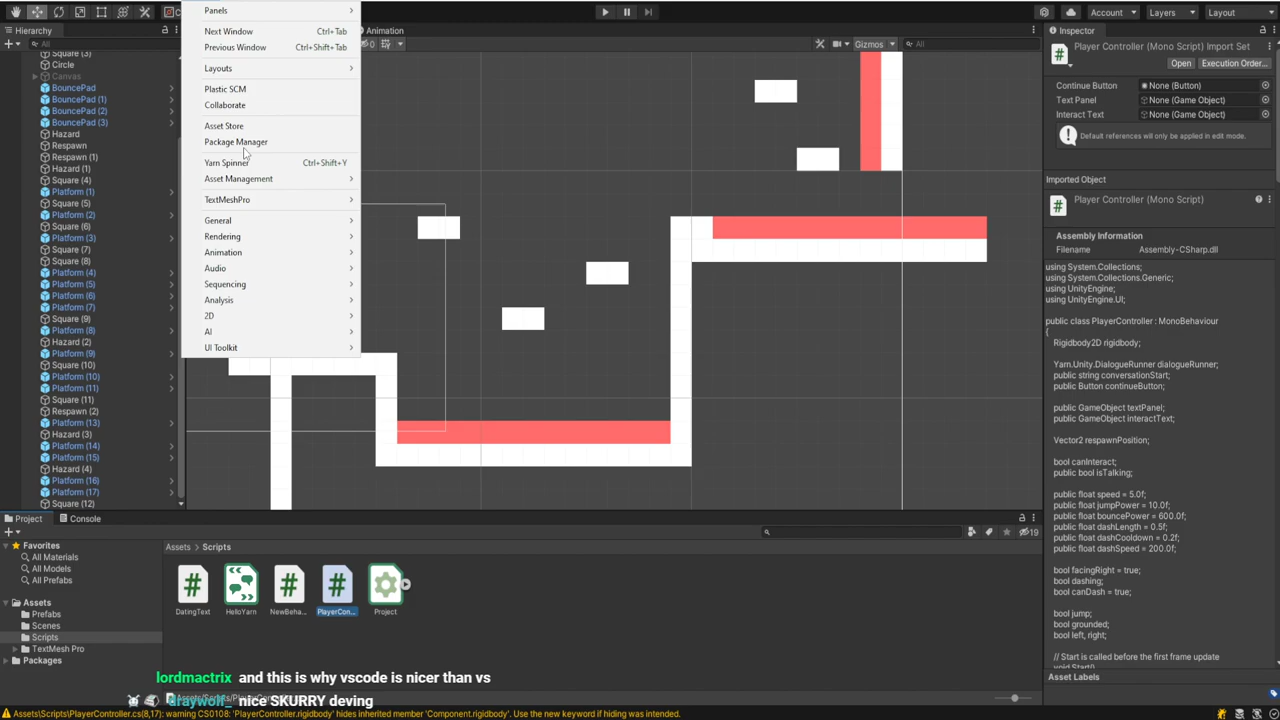 Account
Layers
Layout
Hierarchy
All
Square (3)
Circle
Canvas
BouncePad
BouncePad (1)
BouncePad (2)
BouncePad (3)
Hazard
Respawn
Respawn (1)
Hazard (1)
Square (4)
Platform (1)
Square (5)
Platform (2)
Square (6)
Platform (3)
Square (7)
Square (8)
Platform (4)
Platform (5)
Platform (6)
Platform (7)
Square (9)
Platform (8)
Hazard (2)
Platform (9)
Square (10)
Platform (10)
Platform (11)
Square (11)
Respawn (2)
Platform (13)
Hazard (3)
Platform (14)
Platform (15)
Hazard (4)
Platform (16)
Platform (17)
Square (12)
Panels
Next Window Ctrl+Tab
Previous Window Ctrl+Shift+Tab
Layouts
Plastic SCM
Collaborate
Asset Store
Package Manager
Yarn Spinner Ctrl+Shift+Y
Asset Management
TextMeshPro
General
Rendering
Animation
Audio
Sequencing
Analysis
2D
AI
UI Toolkit
Animation
0
Gizmos
All
Inspector
Player Controller (Mono Script) Import Set
Open Execution Order...
Continue Button None (Button)
Text Panel None (Game Object)
Interact Text None (Game Object)
Default references will only be applied in edit mode.
Imported Object
Player Controller (Mono Script)
Assembly Information
Filename Assembly-CSharp.dll
using System.Collections;
using System.Collections.Generic;
using UnityEngine;
using UnityEngine.UI;
public class PlayerController : MonoBehaviour
{
Rigidbody2D rigidbody;
Yarn.Unity.DialogueRunner dialogueRunner;
public string conversationStart;
public Button continueButton;
public GameObject textPanel;
public GameObject interactText;
Vector2 respawnPosition;
bool canInteract;
public bool isTalking;
public float speed = 5.0f;
public float jumpPower = 10.0f;
public float bouncePower = 600.0f;
public float dashLength = 0.5f;
public float dashCooldown = 0.2f;
public float dashSpeed = 200.0f;
bool facingRight = true;
bool dashing;
bool canDash = true;
bool jump;
bool grounded;
bool left, right;
// Start is called before the first frame update
void Start()
Asset Labels
Project
Console
19
Favorites
All Materials
All Models
All Prefabs
Assets
Prefabs
Scenes
Scripts
TextMesh Pro
Packages
Assets > Scripts
DatingText
HelloYarn
NewBeha...
PlayerCon...
Project
lordmactrix and this is why vscode is nicer than vs
draywolf_ nice SKURRY deving
Assets\Scripts\PlayerController.cs(8,17): warning CS0108: 'PlayerController.rigidbody' hides inherited member 'Component.rigidbody'. Use the new keyword if hiding was intended.